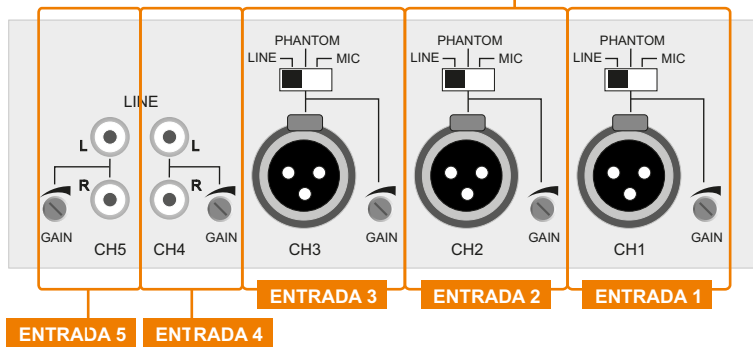 PHANTOM PHANTOM PHANTOM
LINE MIC LINE MIC LINE MIC
LINE
L L
R R
GAIN GAIN GAIN GAIN GAIN
CH5 CH4 CH3 CH2 CH1
ENTRADA 3 ENTRADA 2 ENTRADA 1
ENTRADA 5 ENTRADA 4